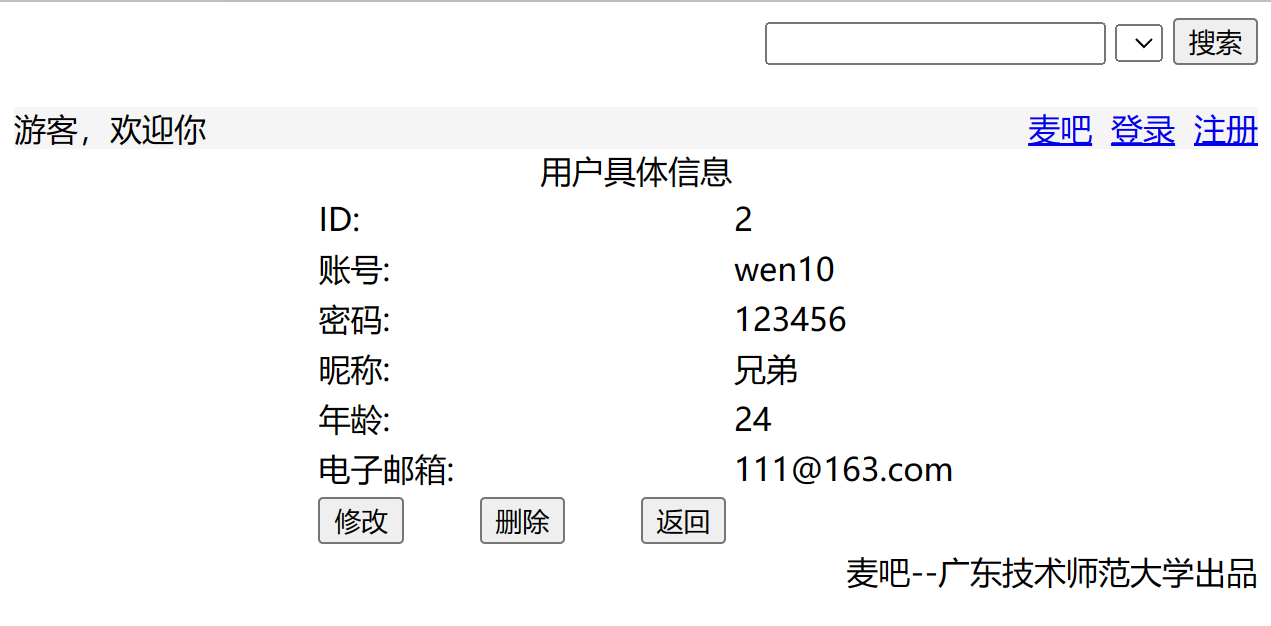 搜索
游客，欢迎你 麦吧 登录 注册
用户具体信息
ID: 2
账号: wen10
密码: 123456
昵称: 兄弟
年龄: 24
电子邮箱: 111@163.com
修改 删除 返回
麦吧--广东技术师范大学出品